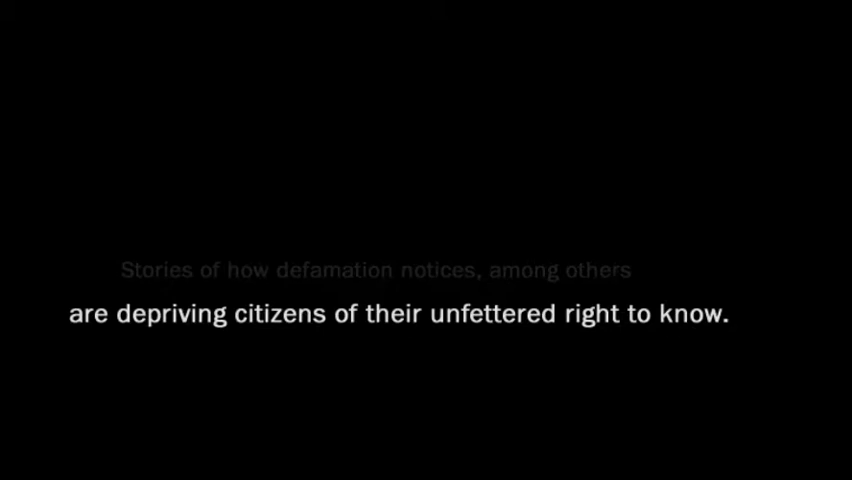 Stories of how defamation notices, among others
are depriving citizens of their unfettered right to know.